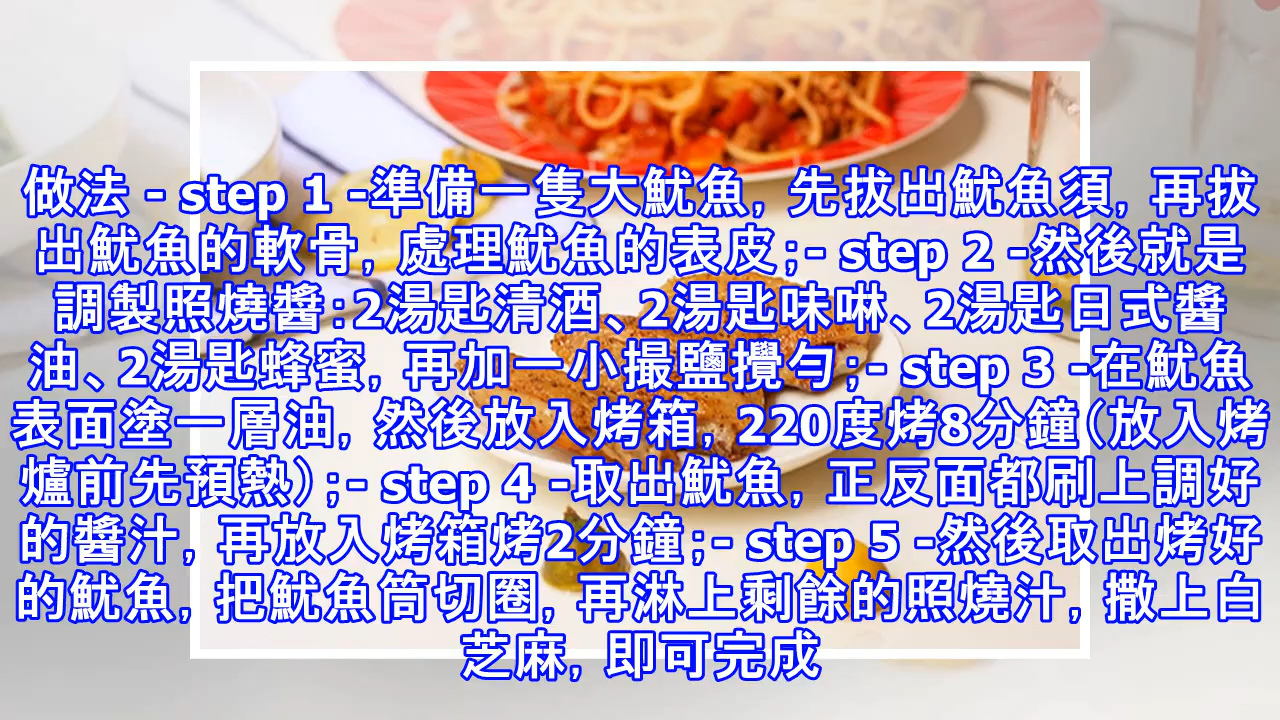 做法 - step 1 -準備一隻大魷魚, 先拔出魷魚須, 再拔
出魷魚的軟骨, 處理魷魚的表皮;- step 2 -然後就是
調製照燒醬:2湯匙清酒、2湯匙味啉、2湯匙日式醬
油、2湯匙蜂蜜, 再加一小撮鹽攪勻;- step 3 -在魷魚
表面塗一層油, 然後放入烤箱, 220度烤8分鐘(放入烤
爐前先預熱);- step 4 -取出魷魚, 正反面都刷上調好
的醬汁, 再放入烤箱烤2分鐘;- step 5 -然後取出烤好
的魷魚, 把魷魚筒切圈, 再淋上剩餘的照燒汁, 撒上白
芝麻, 即可完成